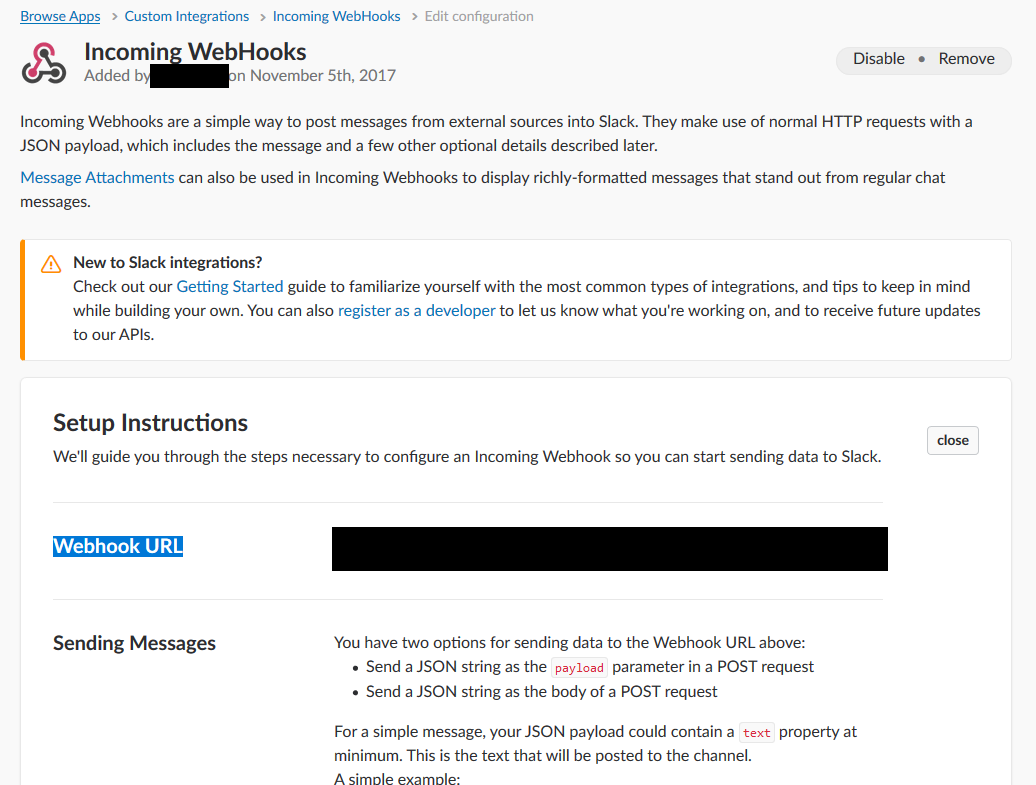 Browse Apps > Custom Integrations > Incoming WebHooks > Edit configuration
Incoming WebHooks
Added by on November 5th, 2017
Disable • Remove
Incoming Webhooks are a simple way to post messages from external sources into Slack. They make use of normal HTTP requests with a
JSON payload, which includes the message and a few other optional details described later.
Message Attachments can also be used in Incoming Webhooks to display richly-formatted messages that stand out from regular chat
messages.
New to Slack integrations?
Check out our Getting Started guide to familiarize yourself with the most common types of integrations, and tips to keep in mind
while building your own. You can also register as a developer to let us know what you're working on, and to receive future updates
to our APIs.
Setup Instructions
close
We'll guide you through the steps necessary to configure an Incoming Webhook so you can start sending data to Slack.
Webhook URL
Sending Messages
You have two options for sending data to the Webhook URL above:
• Send a JSON string as the payload parameter in a POST request
• Send a JSON string as the body of a POST request
For a simple message, your JSON payload could contain a text property at
minimum. This is the text that will be posted to the channel.
A simple example: